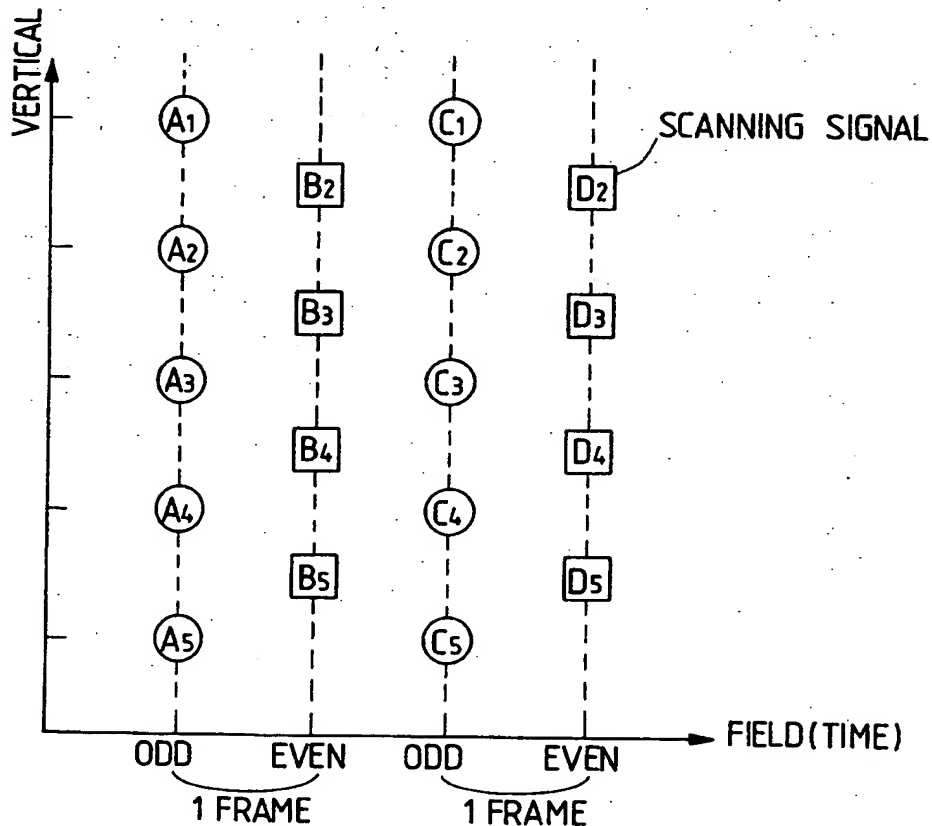 VERTICAL
A1
C1
SCANNING SIGNAL
B2
D2
A2
C2
B3
D3
A3
C3
B4
D4
A4
C4
B5
D5
A5
C5
ODD EVEN ODD EVEN
FIELD(TIME)
1 FRAME 1 FRAME